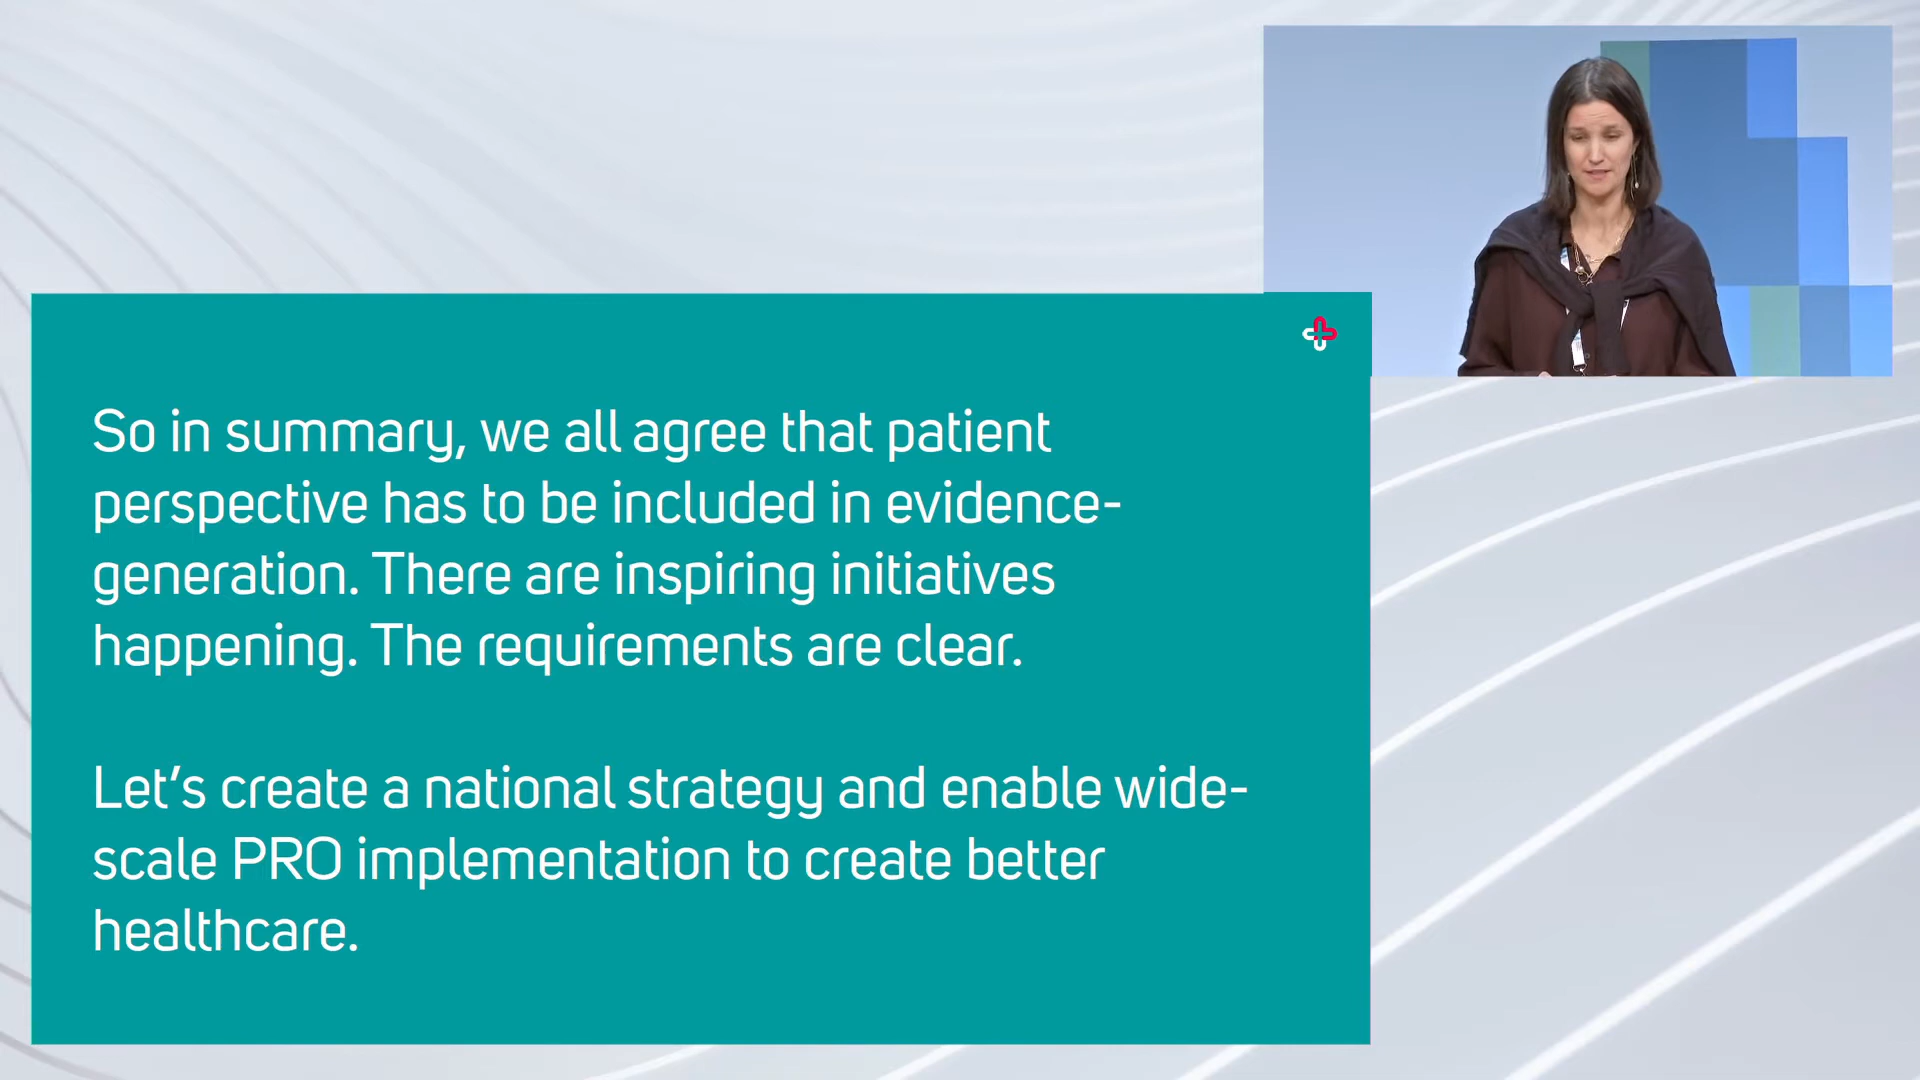 So in summary, we all agree that patient
perspective has to be included in evidence-
generation. There are inspiring initiatives
happening. The requirements are clear.
Let’s create a national strategy and enable wide-
scale PRO implementation to create better
healthcare.